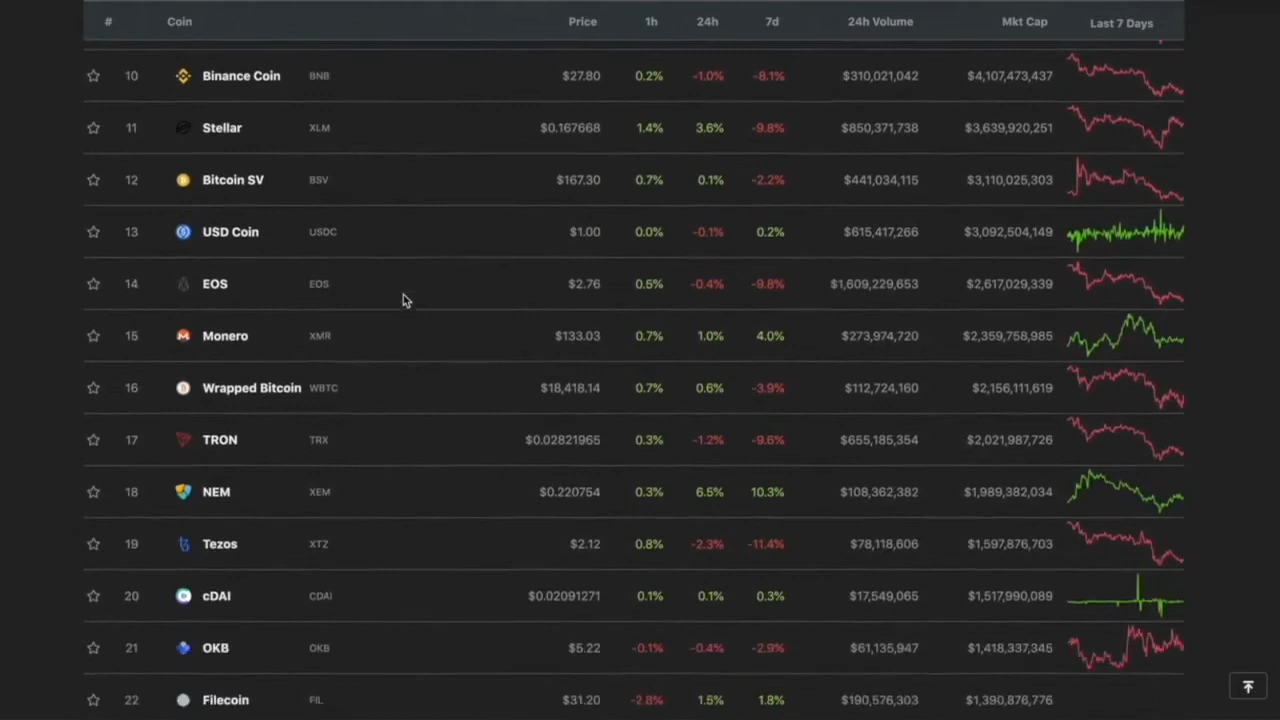 # Coin Price 1h 24h 7d 24h Volume Mkt Cap Last 7 Days
10 Binance Coin BNB $27.80 0.2% -1.0% -8.1% $310,021,042 $4,107,473,437
11 Stellar XLM $0.167668 1.4% 3.6% -9.8% $850,371,738 $3,639,920,251
12 Bitcoin SV BSV $167.30 0.7% 0.1% -2.2% $441,034,115 $3,110,025,303
13 USD Coin USDC $1.00 0.0% -0.1% 0.2% $615,417,266 $3,092,504,149
14 EOS EOS $2.76 0.5% -0.4% -9.8% $1,609,229,653 $2,617,029,339
15 Monero XMR $133.03 0.7% 1.0% 4.0% $273,974,720 $2,359,758,985
16 Wrapped Bitcoin WBTC $18,418.14 0.7% 0.6% -3.9% $112,724,160 $2,156,111,619
17 TRON TRX $0.02821965 0.3% -1.2% -9.6% $655,185,354 $2,021,987,726
18 NEM XEM $0.220754 0.3% 6.5% 10.3% $108,362,382 $1,989,382,034
19 Tezos XTZ $2.12 0.8% -2.3% -11.4% $78,118,606 $1,597,876,703
20 cDAI CDAI $0.02091271 0.1% 0.1% 0.3% $17,549,065 $1,517,990,089
21 OKB OKB $5.22 -0.1% -0.4% -2.9% $61,135,947 $1,418,337,345
22 Filecoin FIL $31.20 -2.8% 1.5% 1.8% $190,576,303 $1,390,876,776